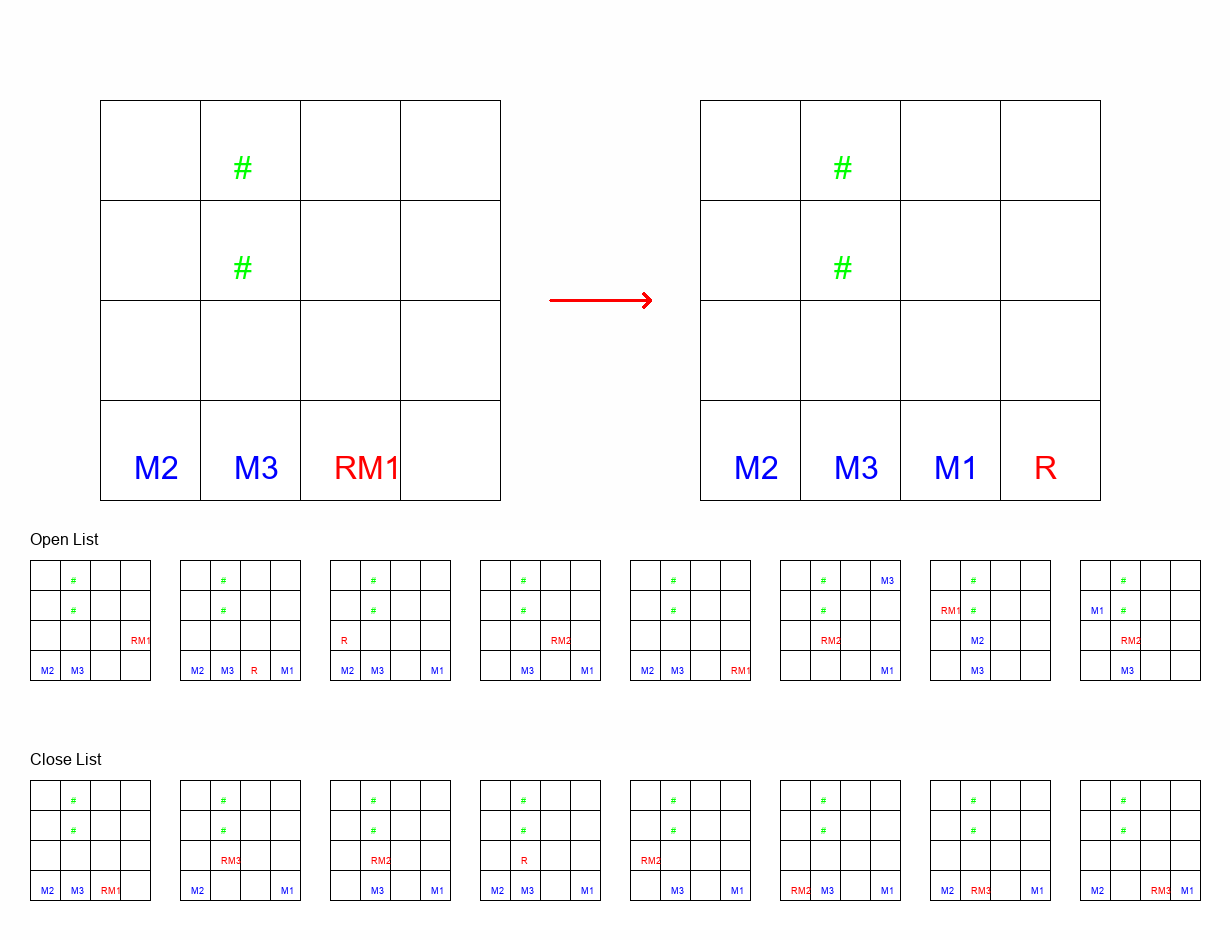 # #
# #
M2 M3 RM1 M2 M3 M1 R
Open List
# # # # # # # #
M3
# # # # # # # #
RM1 M1
RM1 R RM2 RM2 M2 RM2
M2 M3 M2 M3 R M1 M2 M3 M1 M3 M1 M2 M3 RM1 M1 M3 M3
Close List
# # # # # # # #
# # # # # # # #
RM3 RM2 R RM2
M2 M3 RM1 M2 M1 M3 M1 M2 M3 M1 M3 M1 RM2 M3 M1 M2 RM3 M1 M2 RM3 M1